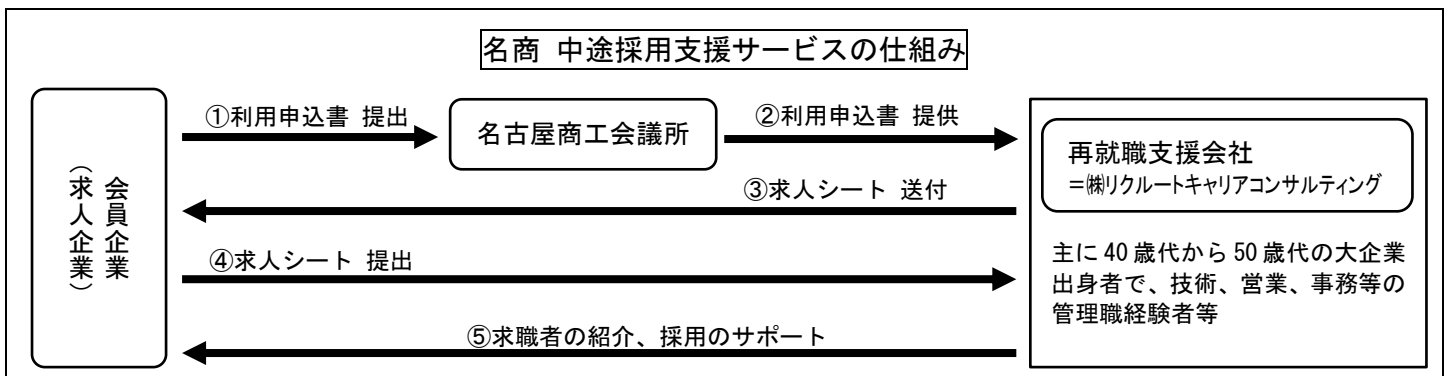 名商 中途採用支援サービスの仕組み
①利用申込書 提出
名古屋商工会議所
②利用申込書 提供
会員企業
(求人企業)
再就職支援会社
=㈱リクルートキャリアコンサルティング
③求人シート 送付
④求人シート 提出
主に40歳代から50歳代の大企業
出身者で、技術、営業、事務等の
管理職経験者等
⑤求職者の紹介、採用のサポート